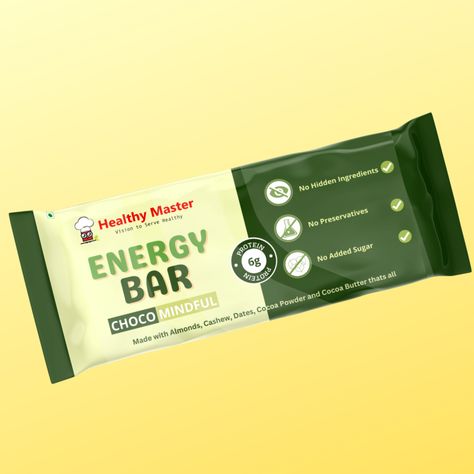 Healthy Master
Vision to Serve Healthy
ENERGY
BAR
CHOCO MINDFUL
Made with Almonds, Cashew, Dates, Cocoa Powder and Cocoa Butter thats all
PROTEIN
6g
PROTEIN
No Hidden Ingredients
No Preservatives
No Added Sugar